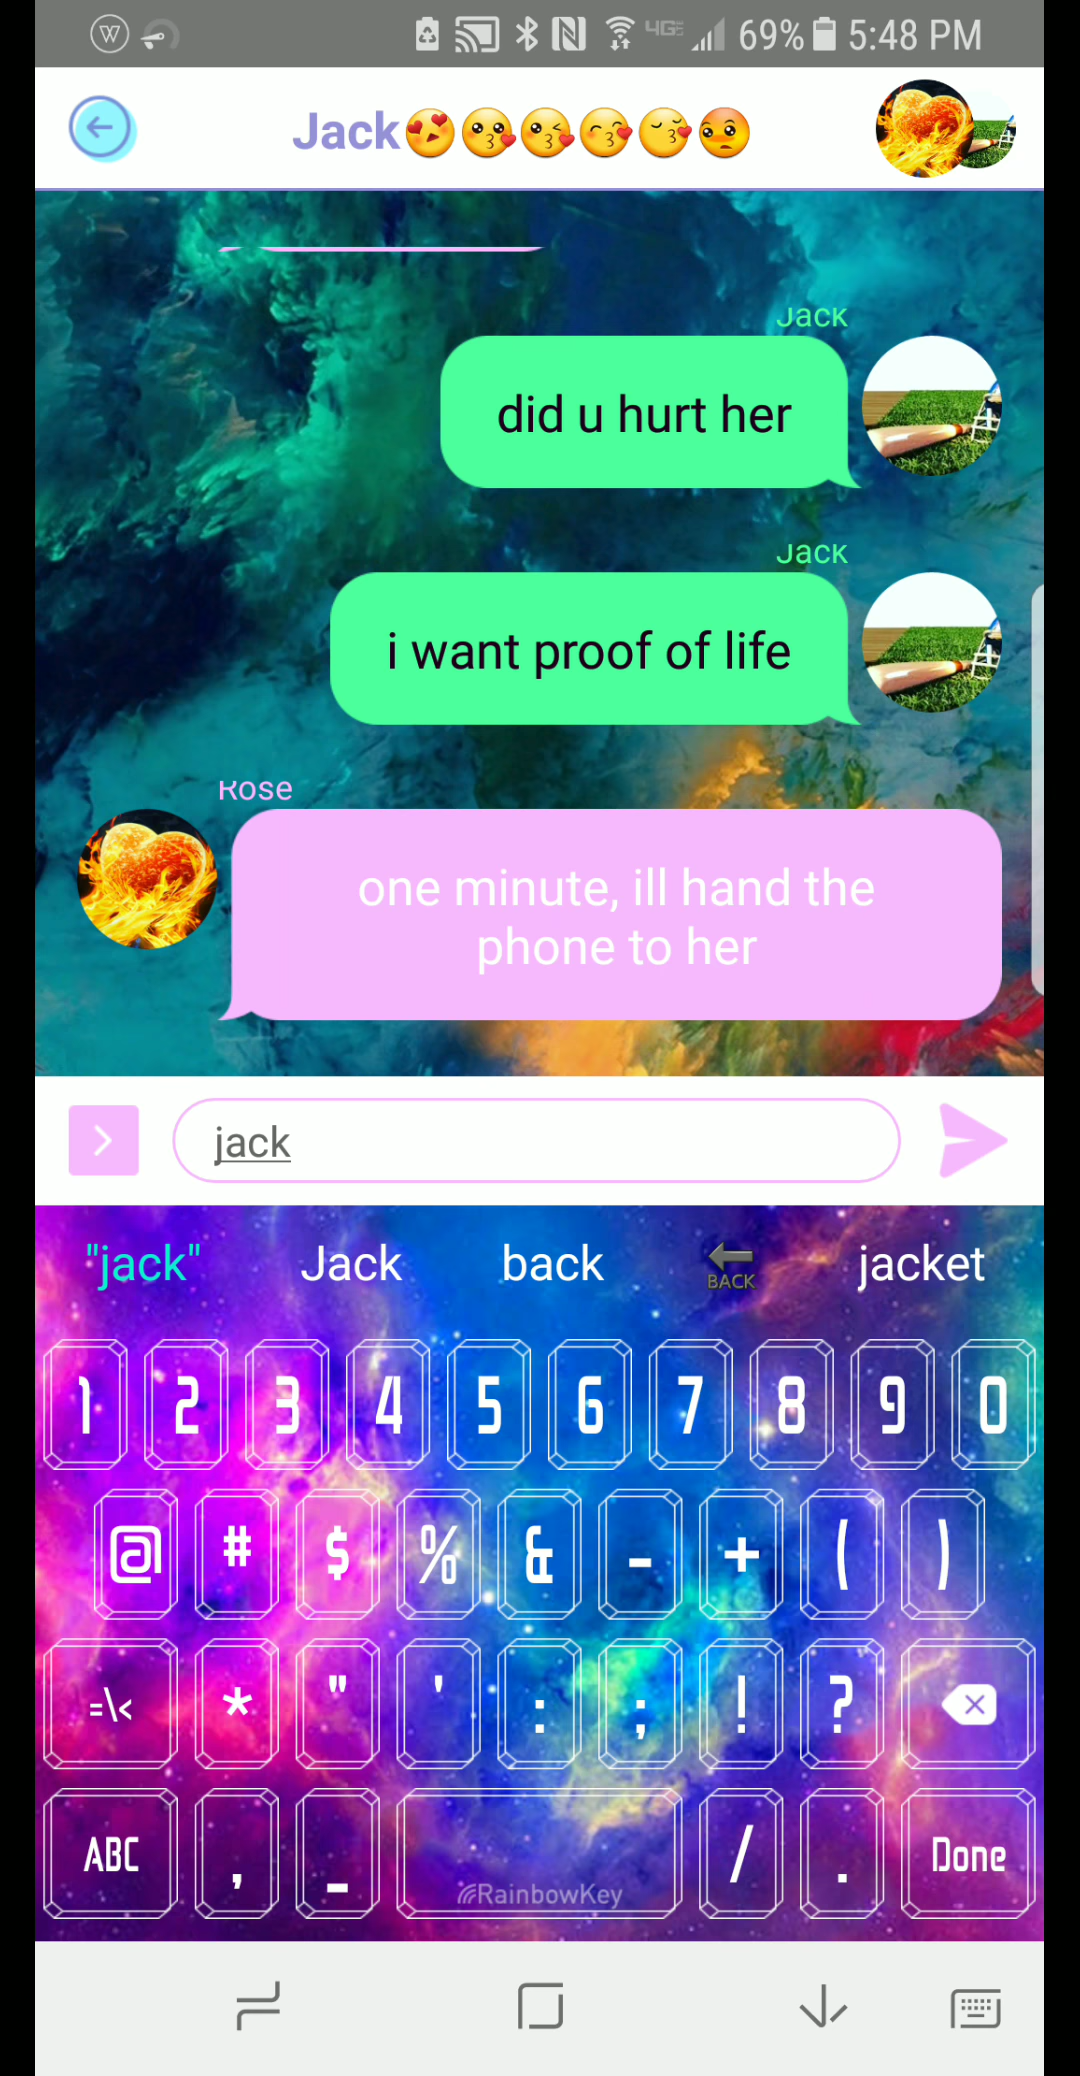 4GE 69% 5:48 PM
Jack😍🥺😘😙😚🥺
Jack
did u hurt her
Jack
i want proof of life
Rose
one minute, ill hand the
phone to her
jack
"jack" Jack back BACK jacket
1 2 3 4 5 6 7 8 9 0
@ # $ % & - + ( )
=\< * " ' : ; ! ?
ABC , _ RainbowKey / . Done